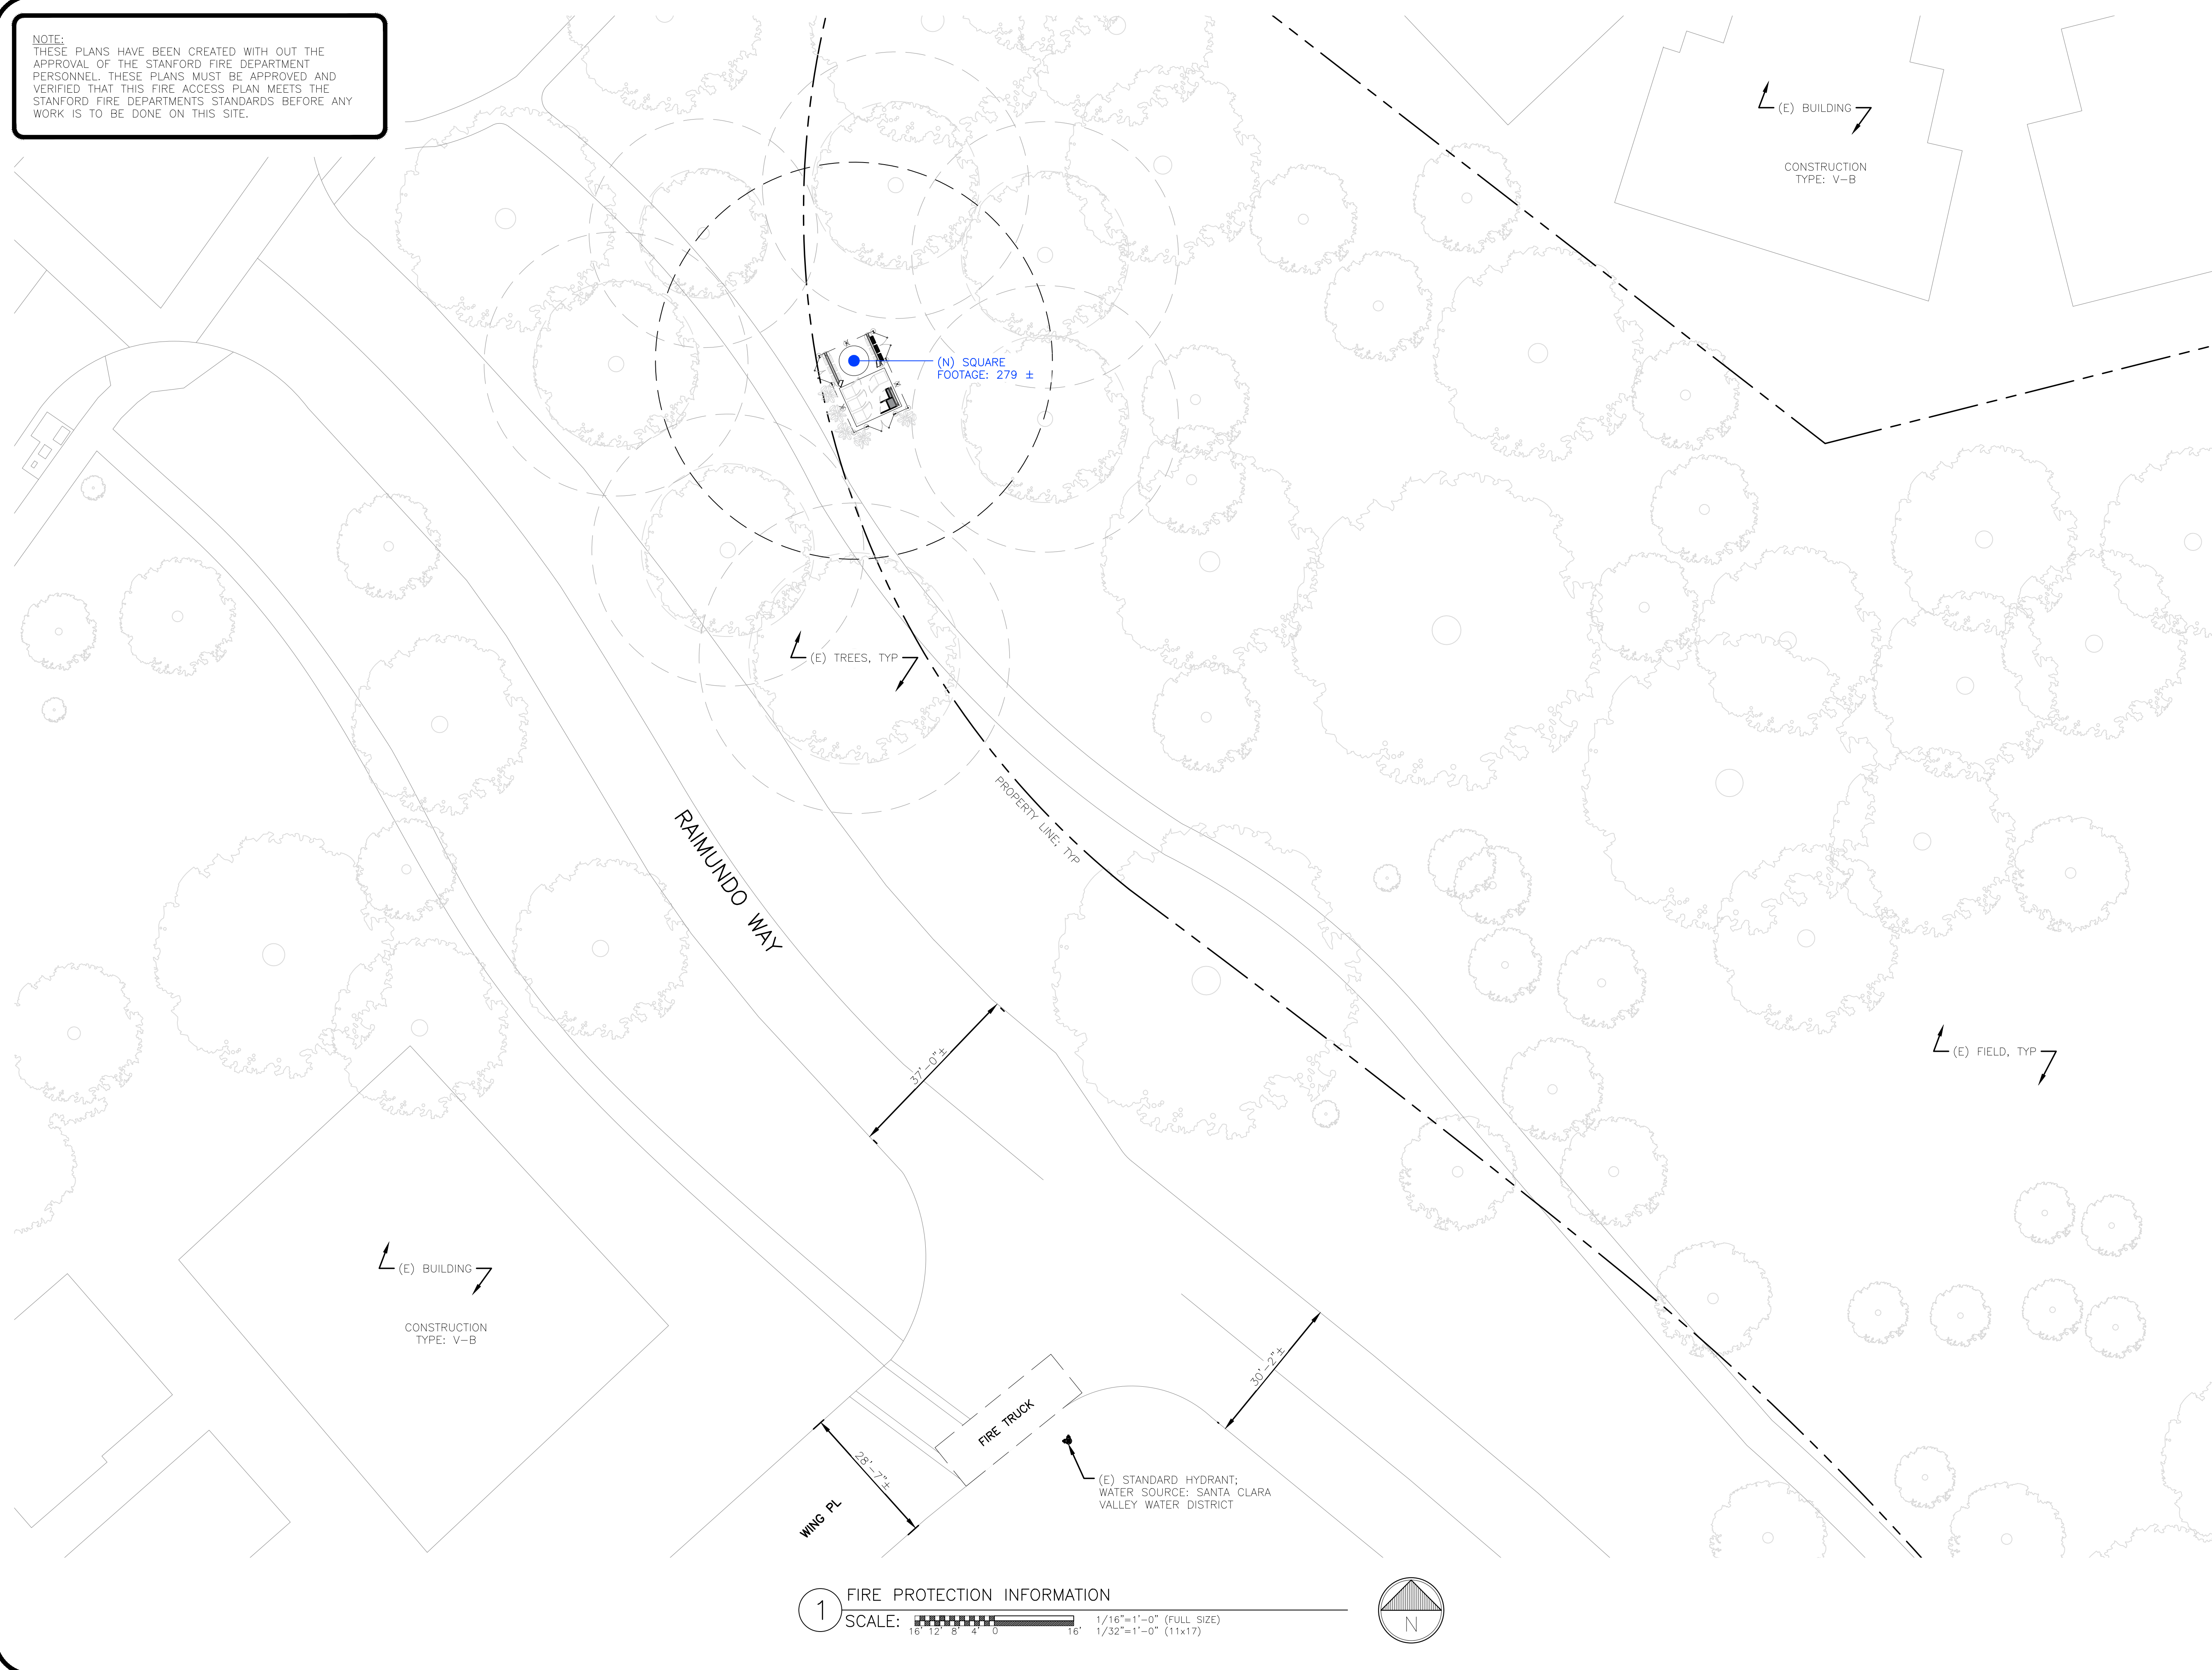 NOTE:
THESE PLANS HAVE BEEN CREATED WITH OUT THE
APPROVAL OF THE STANFORD FIRE DEPARTMENT
PERSONNEL. THESE PLANS MUST BE APPROVED AND
VERIFIED THAT THIS FIRE ACCESS PLAN MEETS THE
STANFORD FIRE DEPARTMENTS STANDARDS BEFORE ANY
WORK IS TO BE DONE ON THIS SITE.
(E) BUILDING
CONSTRUCTION
TYPE: V-B
(N) SQUARE
FOOTAGE: 279 ±
(E) TREES, TYP
PROPERTY LINE; TYP
RAIMUNDO WAY
37'-0"±
(E) FIELD, TYP
(E) BUILDING
CONSTRUCTION
TYPE: V-B
30'-2"±
FIRE TRUCK
28'-7"±
WING PL
(E) STANDARD HYDRANT;
WATER SOURCE: SANTA CLARA
VALLEY WATER DISTRICT
1
FIRE PROTECTION INFORMATION
SCALE:
16' 12' 8' 4' 0 16'
1/16"=1'-0" (FULL SIZE)
1/32"=1'-0" (11x17)
N